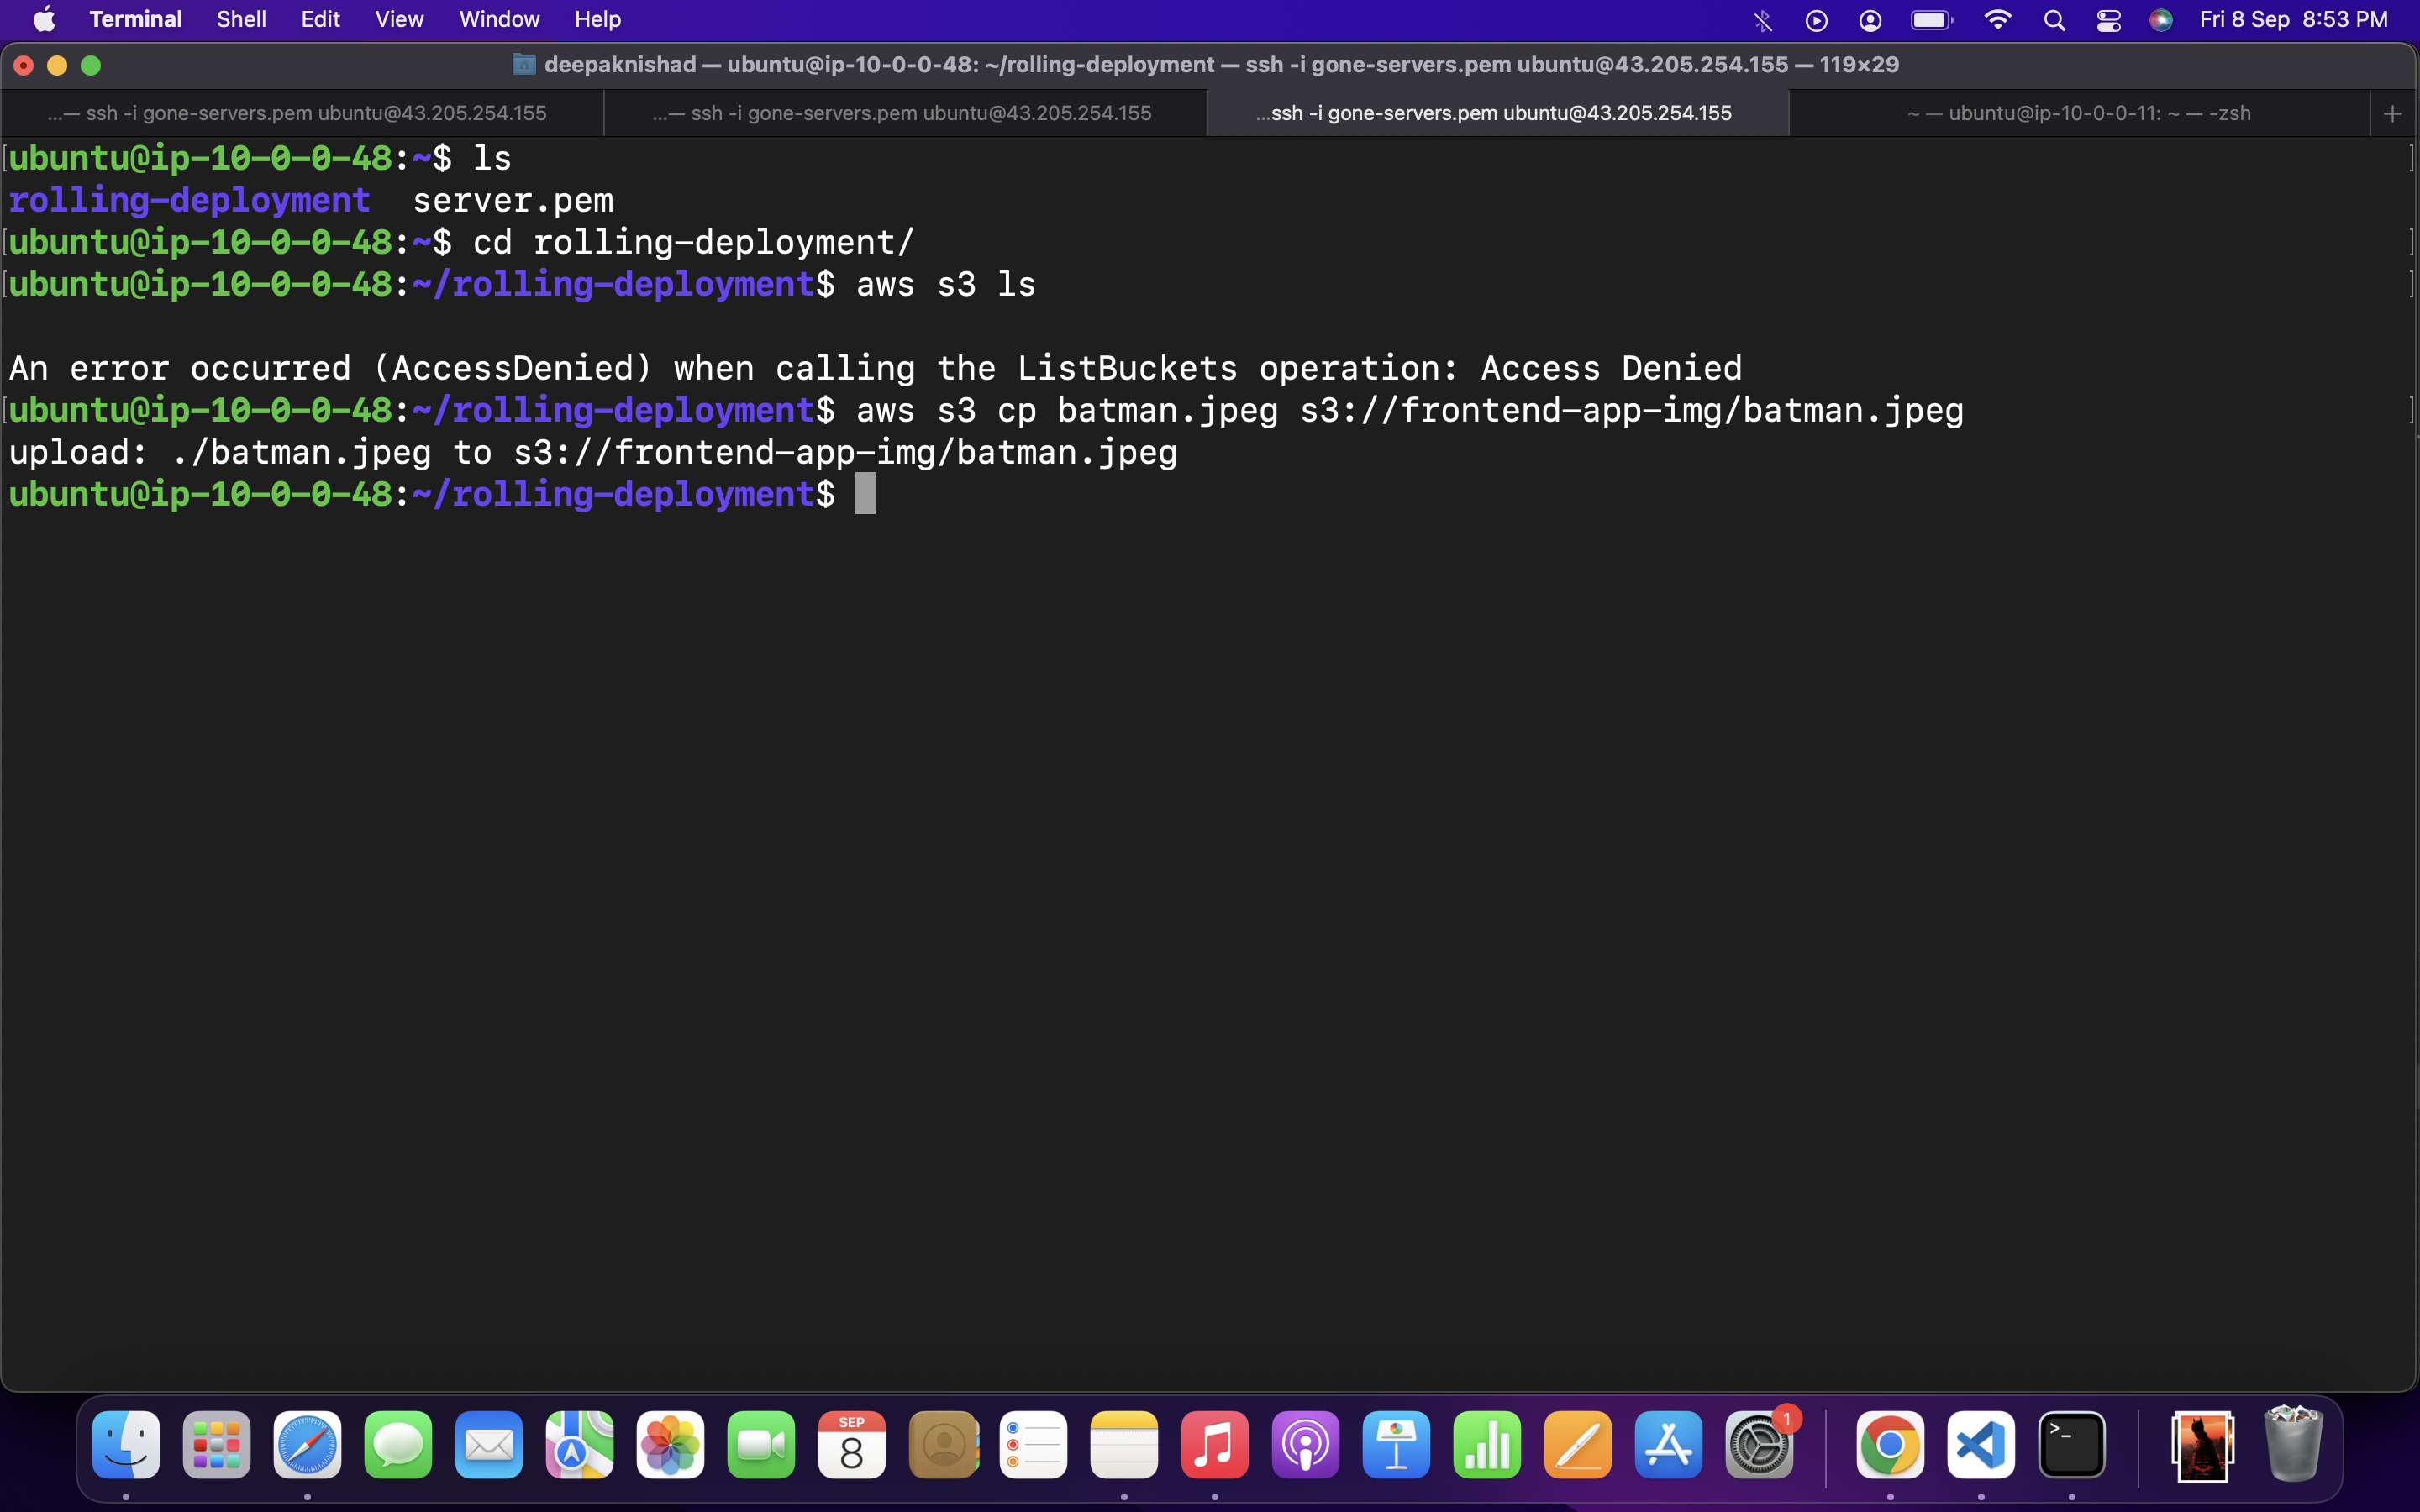 Terminal Shell Edit View Window Help Fri 8 Sep 8:53 PM
deepaknishad — ubuntu@ip-10-0-0-48: ~/rolling-deployment — ssh -i gone-servers.pem ubuntu@43.205.254.155 — 119×29
...— ssh -i gone-servers.pem ubuntu@43.205.254.155 ...— ssh -i gone-servers.pem ubuntu@43.205.254.155 ...ssh -i gone-servers.pem ubuntu@43.205.254.155 ~ — ubuntu@ip-10-0-0-11: ~ — -zsh +
[ubuntu@ip-10-0-0-48:~$ ls ]
rolling-deployment server.pem
[ubuntu@ip-10-0-0-48:~$ cd rolling-deployment/ ]
[ubuntu@ip-10-0-0-48:~/rolling-deployment$ aws s3 ls ]
An error occurred (AccessDenied) when calling the ListBuckets operation: Access Denied
[ubuntu@ip-10-0-0-48:~/rolling-deployment$ aws s3 cp batman.jpeg s3://frontend-app-img/batman.jpeg ]
upload: ./batman.jpeg to s3://frontend-app-img/batman.jpeg
ubuntu@ip-10-0-0-48:~/rolling-deployment$
SEP
8
1
>_